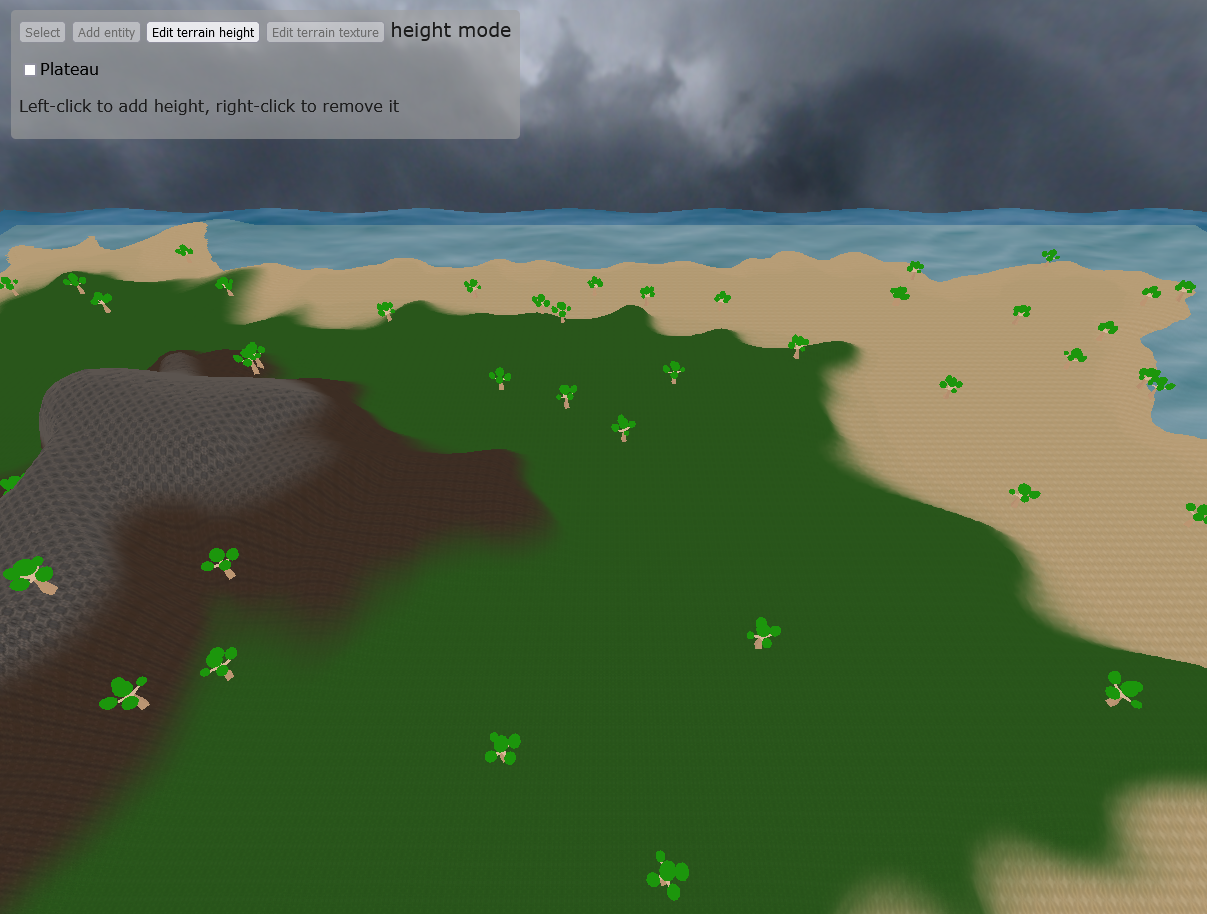 Select Add entity Edit terrain height Edit terrain texture height mode
Plateau
Left-click to add height, right-click to remove it